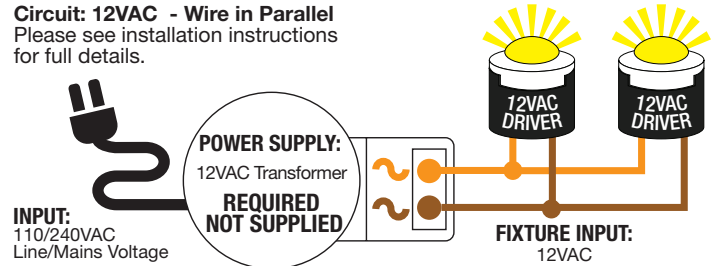 Circuit: 12VAC - Wire in Parallel
Please see installation instructions
for full details.
12VAC
DRIVER
12VAC
DRIVER
POWER SUPPLY:
12VAC Transformer
REQUIRED
NOT SUPPLIED
INPUT:
110/240VAC
Line/Mains Voltage
FIXTURE INPUT:
12VAC